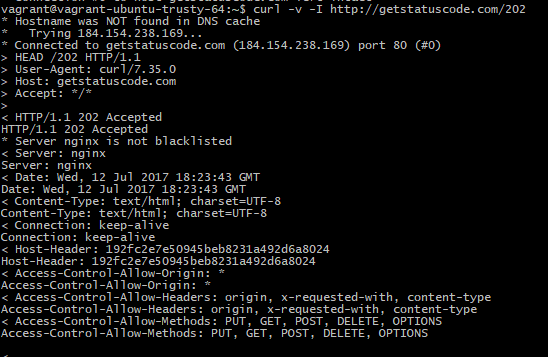 vagrant@vagrant-ubuntu-trusty-64:~$ curl -v -I http://getstatuscode.com/202
* Hostname was NOT found in DNS cache
*   Trying 184.154.238.169...
* Connected to getstatuscode.com (184.154.238.169) port 80 (#0)
> HEAD /202 HTTP/1.1
> User-Agent: curl/7.35.0
> Host: getstatuscode.com
> Accept: */*
>
< HTTP/1.1 202 Accepted
HTTP/1.1 202 Accepted
* Server nginx is not blacklisted
< Server: nginx
Server: nginx
< Date: Wed, 12 Jul 2017 18:23:43 GMT
Date: Wed, 12 Jul 2017 18:23:43 GMT
< Content-Type: text/html; charset=UTF-8
Content-Type: text/html; charset=UTF-8
< Connection: keep-alive
Connection: keep-alive
< Host-Header: 192fc2e7e50945beb8231a492d6a8024
Host-Header: 192fc2e7e50945beb8231a492d6a8024
< Access-Control-Allow-Origin: *
Access-Control-Allow-Origin: *
< Access-Control-Allow-Headers: origin, x-requested-with, content-type
Access-Control-Allow-Headers: origin, x-requested-with, content-type
< Access-Control-Allow-Methods: PUT, GET, POST, DELETE, OPTIONS
Access-Control-Allow-Methods: PUT, GET, POST, DELETE, OPTIONS